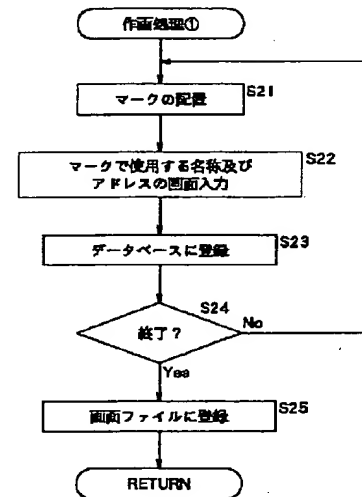 作画処理①
マークの配置
S21
マークで使用する名称及び
アドレスの画面入力
S22
データベースに登録
S23
終了？
S24
No
Yes
画面ファイルに登録
S25
RETURN